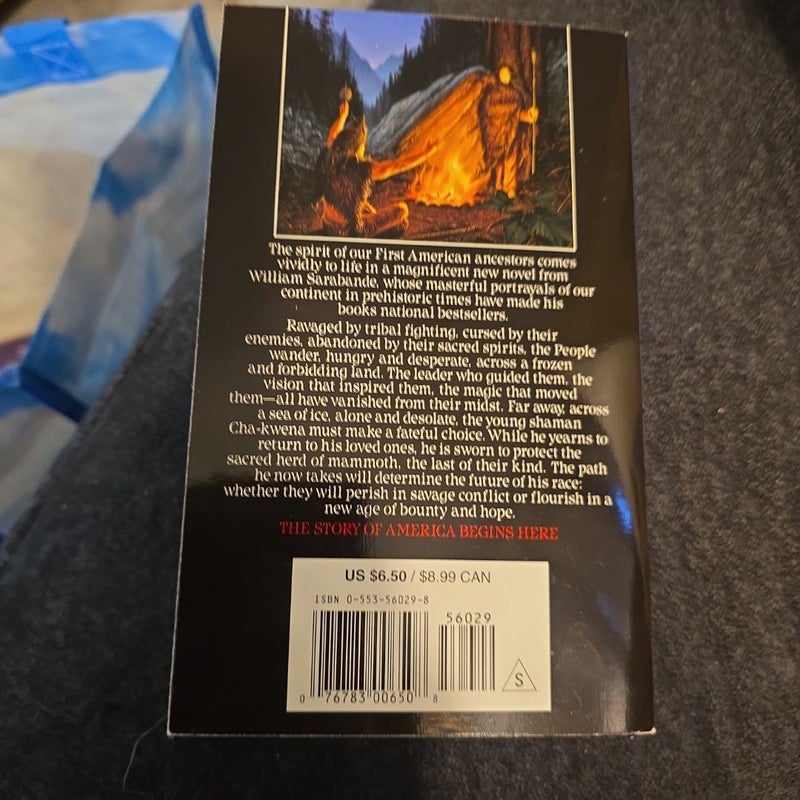 The spirit of our First American ancestors comes
vividly to life in a magnificent new novel from
William Sarabande, whose masterful portrayals of our
continent in prehistoric times have made his
books national bestsellers.
Ravaged by tribal fighting, cursed by their
enemies, abandoned by their sacred spirits, the People
wander, hungry and desperate, across a frozen
and forbidding land. The leader who guided them, the
vision that inspired them, the magic that moved
them—all have vanished from their midst. Far away, across
a sea of ice, alone and desolate, the young shaman
Cha-kwena must make a fateful choice. While he yearns to
return to his loved ones, he is sworn to protect the
sacred herd of mammoth, the last of their kind. The path
he now takes will determine the future of his race:
whether they will perish in savage conflict or flourish in a
new age of bounty and hope.
THE STORY OF AMERICA BEGINS HERE
US $6.50 / $8.99 CAN
ISBN 0-553-56029-8
56029
S
0 76783 00650 8